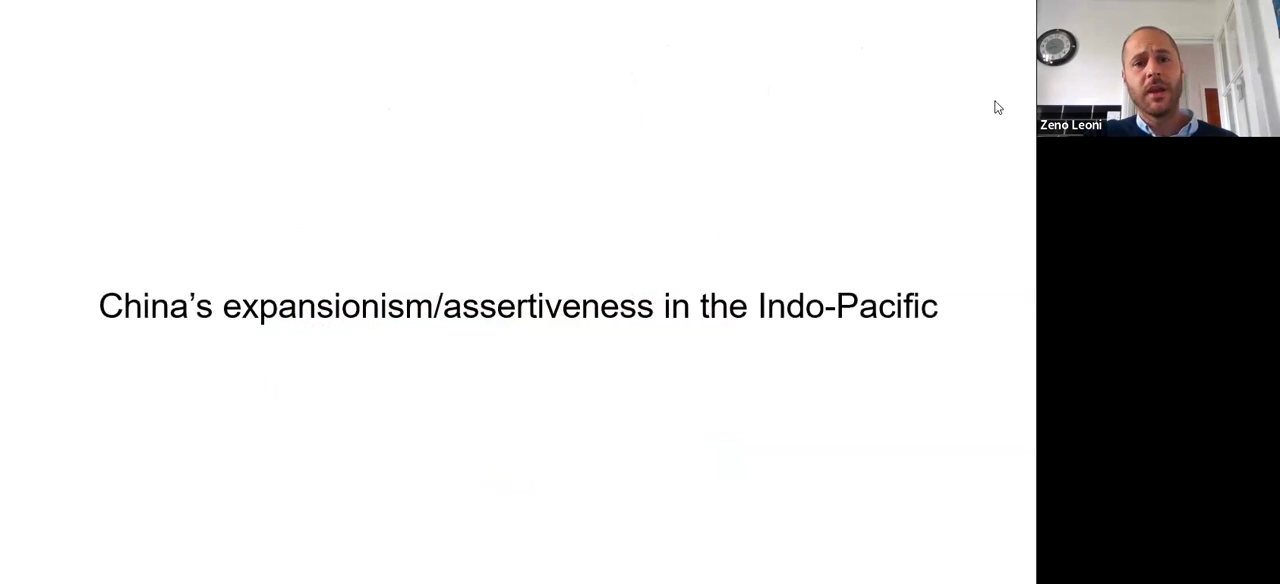 China’s expansionism/assertiveness in the Indo-Pacific
Zeno Leoni